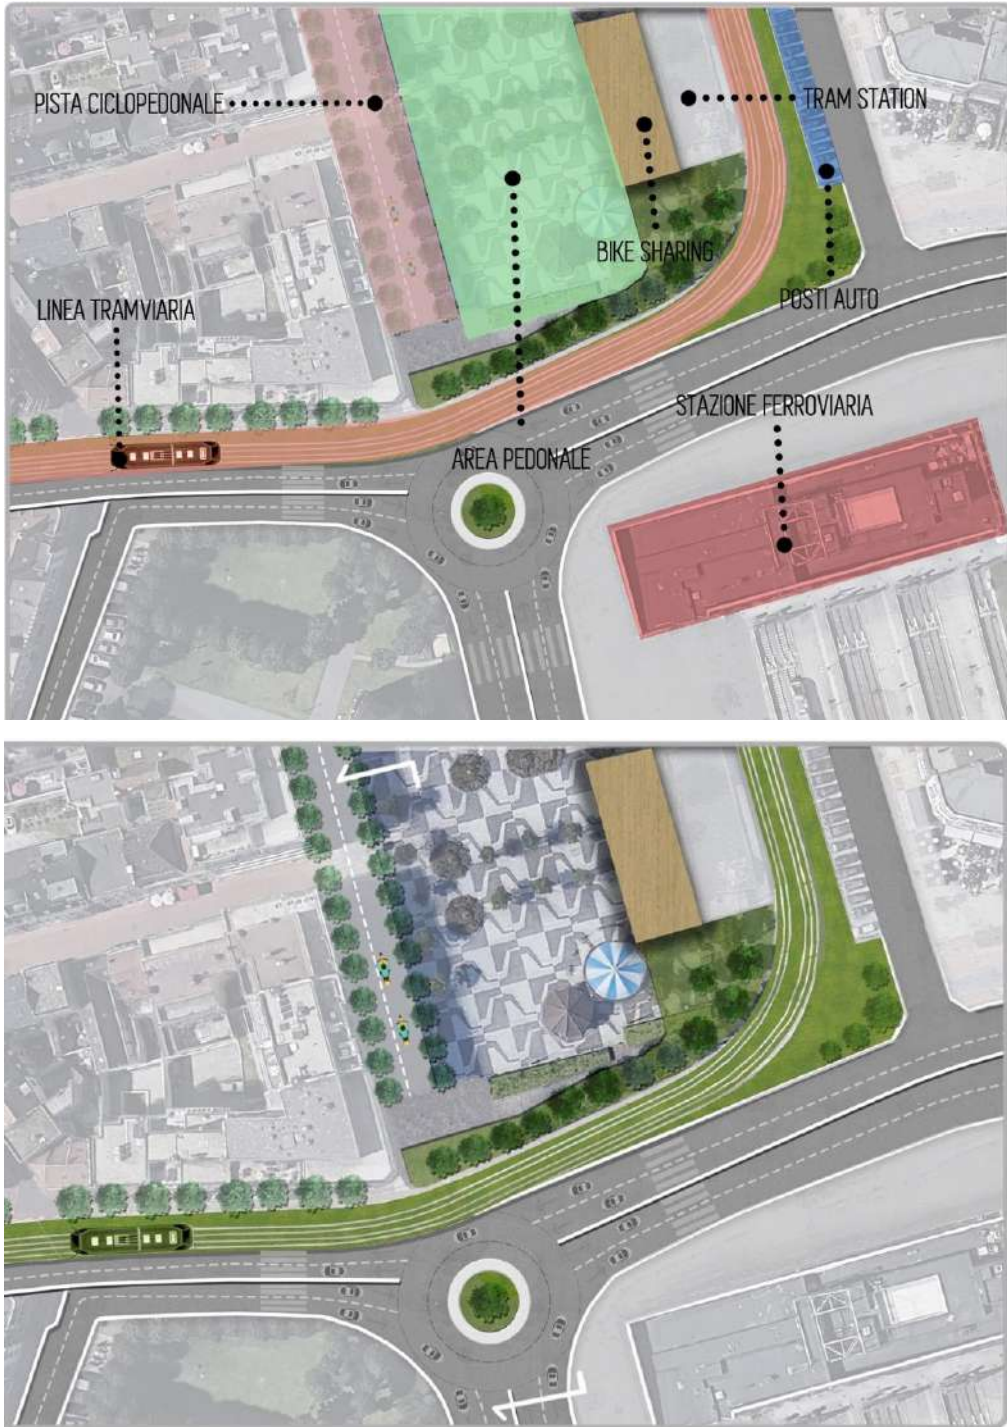 PISTA CICLOPEDONALE
TRAM STATION
BIKE SHARING
LINEA TRAMVIARIA
POSTI AUTO
STAZIONE FERROVIARIA
AREA PEDONALE